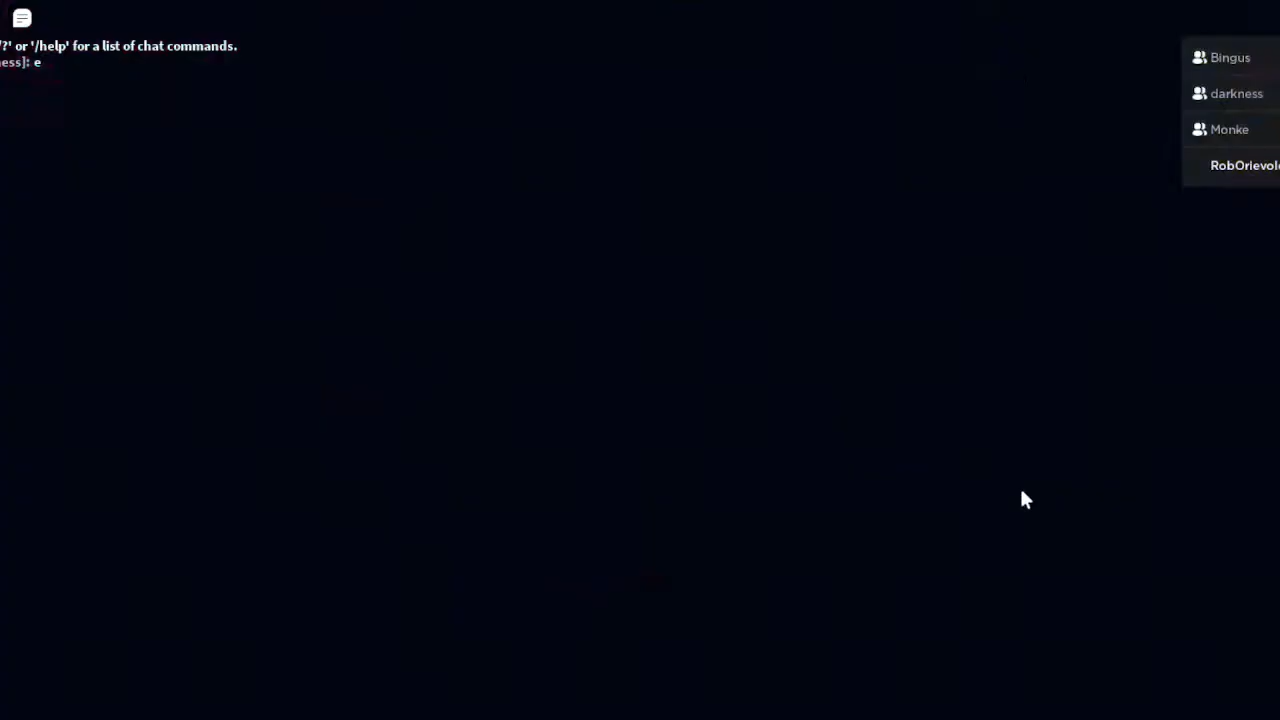 ?' or '/help' for a list of chat commands.
ess]: e
Bingus
darkness
Monke
RobOrievol